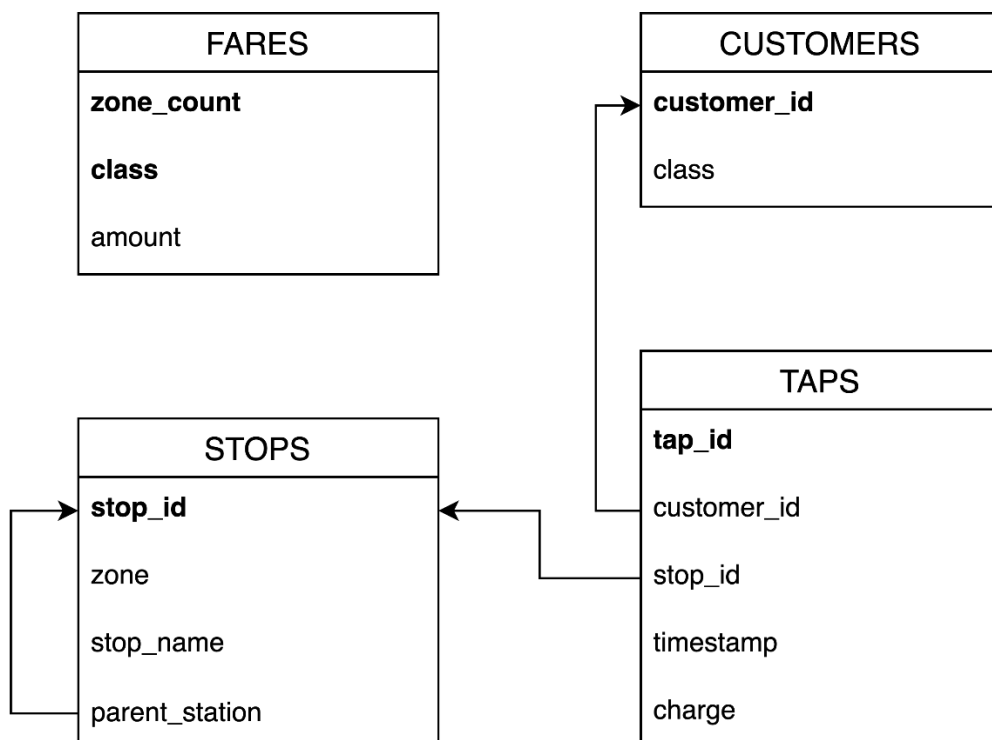 FARES
zone_count
class
amount
CUSTOMERS
customer_id
class
STOPS
stop_id
zone
stop_name
parent_station
TAPS
tap_id
customer_id
stop_id
timestamp
charge